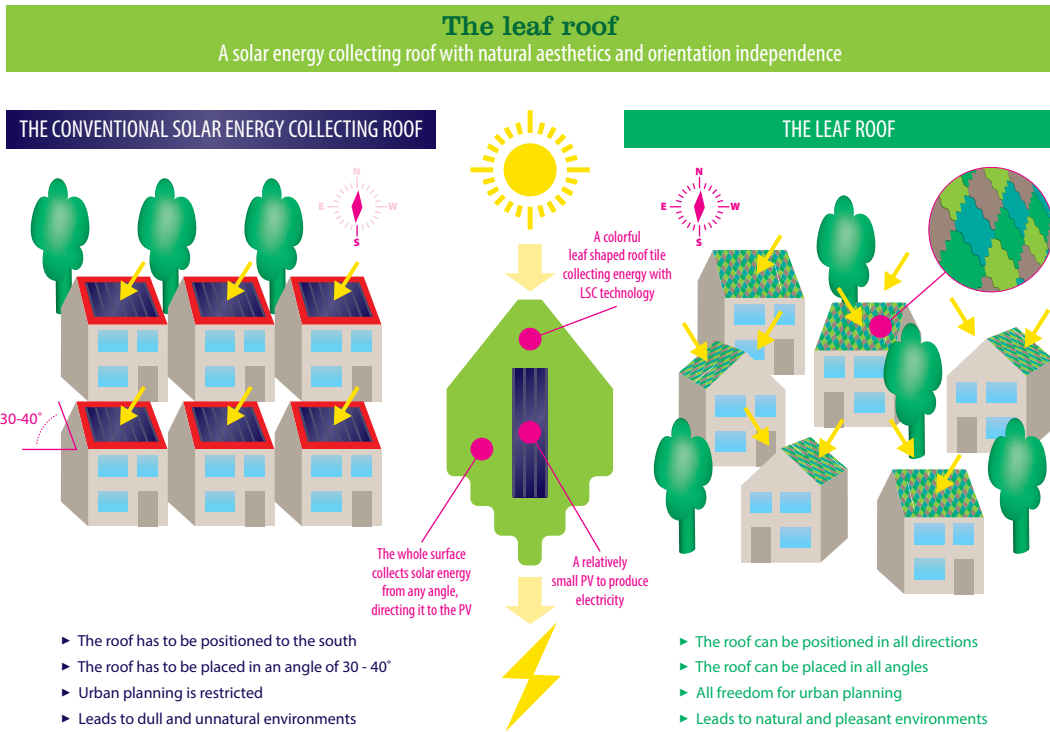 The leaf roof
A solar energy collecting roof with natural aesthetics and orientation independence
THE CONVENTIONAL SOLAR ENERGY COLLECTING ROOF
N
E
W
S
30-40°
► The roof has to be positioned to the south
► The roof has to be placed in an angle of 30 - 40°
► Urban planning is restricted
► Leads to dull and unnatural environments
A colorful
leaf shaped roof tile
collecting energy with
LSC technology
The whole surface
collects solar energy
from any angle,
directing it to the PV
A relatively
small PV to produce
electricity
THE LEAF ROOF
N
E
W
S
► The roof can be positioned in all directions
► The roof can be placed in all angles
► All freedom for urban planning
► Leads to natural and pleasant environments